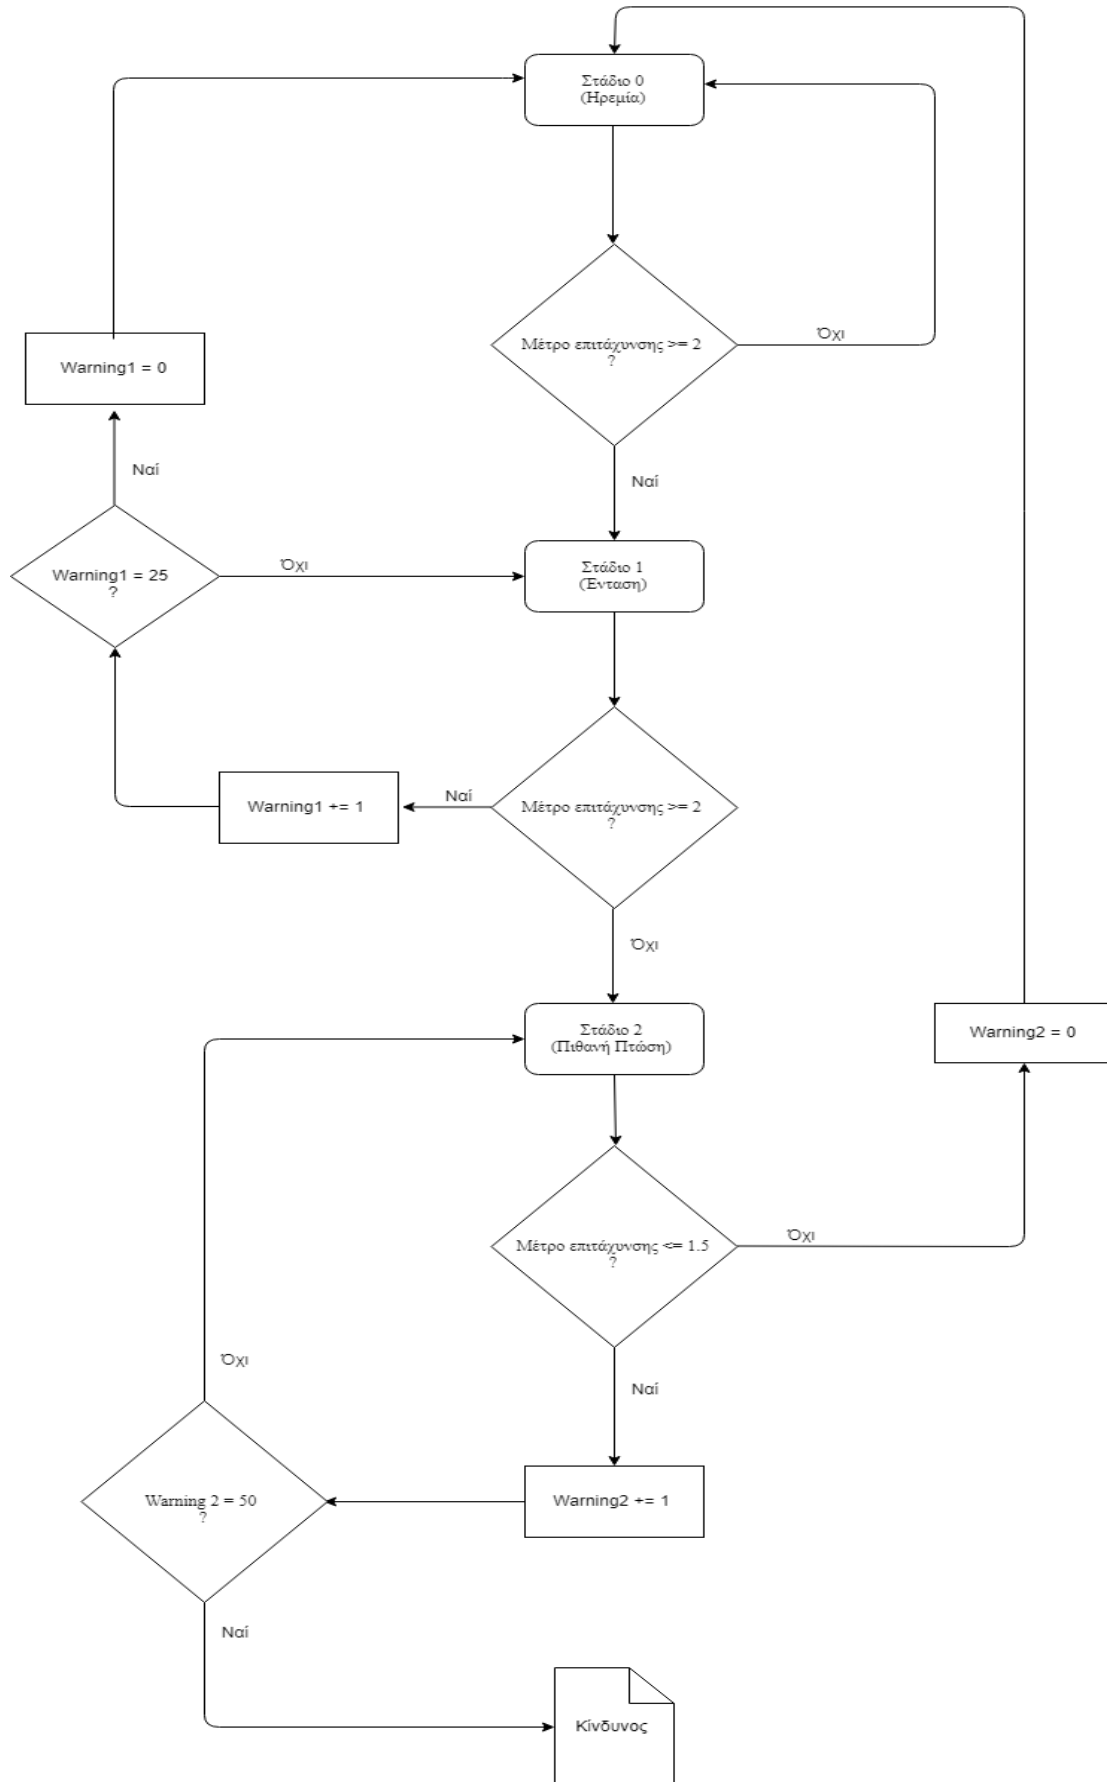 Στάδιο 0
(Ηρεμία)
Μέτρο επιτάχυνσης >= 2
?
Όχι
Warning1 = 0
Ναί
Ναί
Warning1 = 25
?
Όχι
Στάδιο 1
(Ένταση)
Warning1 += 1
Ναί
Μέτρο επιτάχυνσης >= 2
?
Όχι
Στάδιο 2
(Πιθανή Πτώση)
Warning2 = 0
Μέτρο επιτάχυνσης <= 1.5
?
Όχι
Όχι
Ναί
Warning 2 = 50
?
Warning2 += 1
Ναί
Κίνδυνος